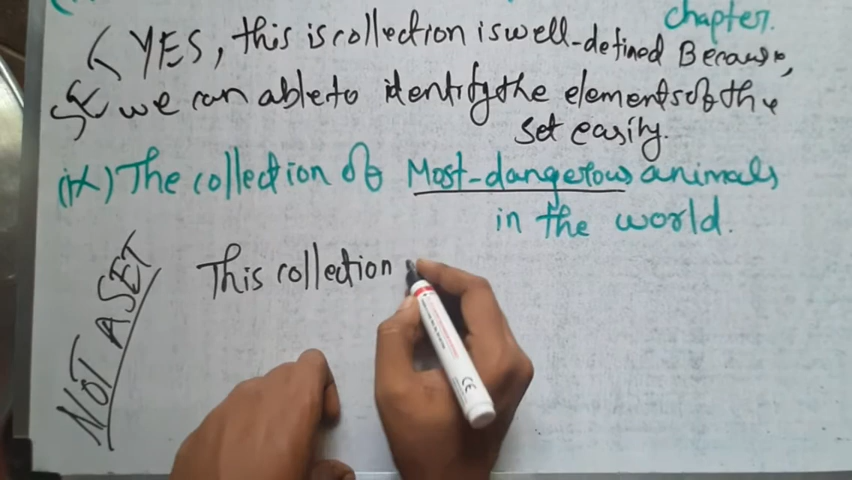 chapter.
YES, this is collection is well-defined Because,
we can able to identify the elements of the
set easily.
(ix) The collection of Most-dangerous animals
in the world.
This collection
NOT A SET
CE